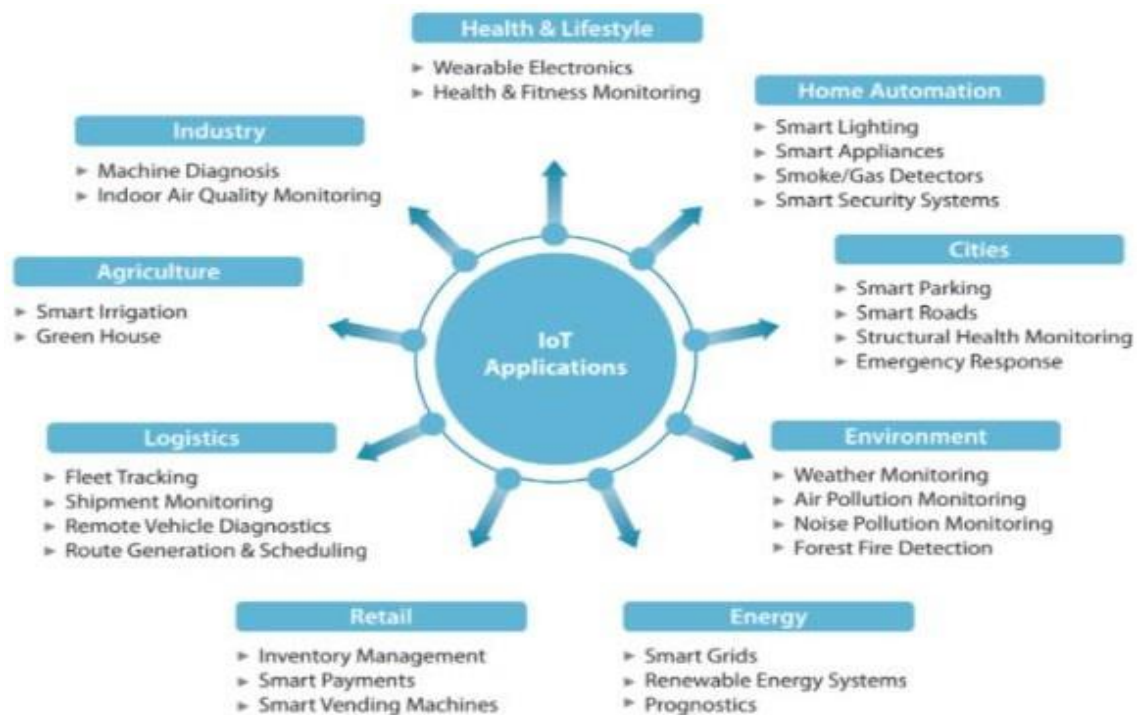 Health & Lifestyle
Wearable Electronics
Health & Fitness Monitoring
Home Automation
Smart Lighting
Smart Appliances
Smoke/Gas Detectors
Smart Security Systems
Industry
Machine Diagnosis
Indoor Air Quality Monitoring
Cities
Smart Parking
Smart Roads
Structural Health Monitoring
Emergency Response
Agriculture
Smart Irrigation
Green House
IoT
Applications
Logistics
Fleet Tracking
Shipment Monitoring
Remote Vehicle Diagnostics
Route Generation & Scheduling
Environment
Weather Monitoring
Air Pollution Monitoring
Noise Pollution Monitoring
Forest Fire Detection
Retail
Inventory Management
Smart Payments
Smart Vending Machines
Energy
Smart Grids
Renewable Energy Systems
Prognostics